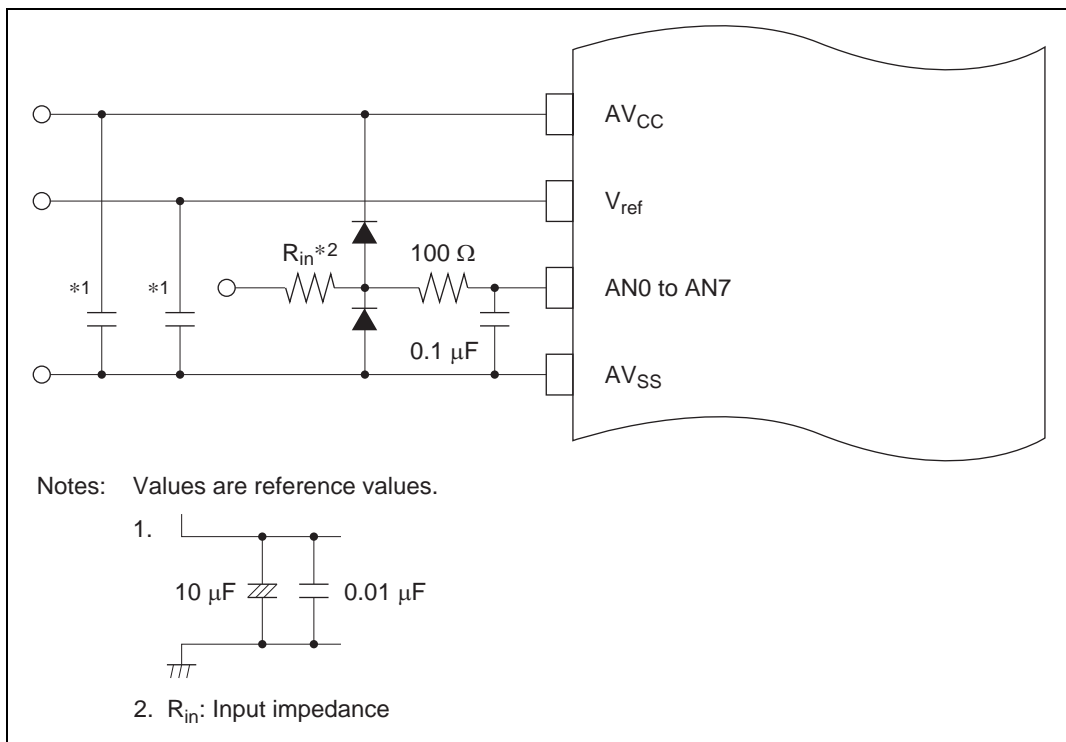 AVCC
Vref
Rin*2
100 Ω
*1
*1
AN0 to AN7
0.1 μF
AVSS
Notes: Values are reference values.
1.
10 μF
0.01 μF
2. Rin: Input impedance